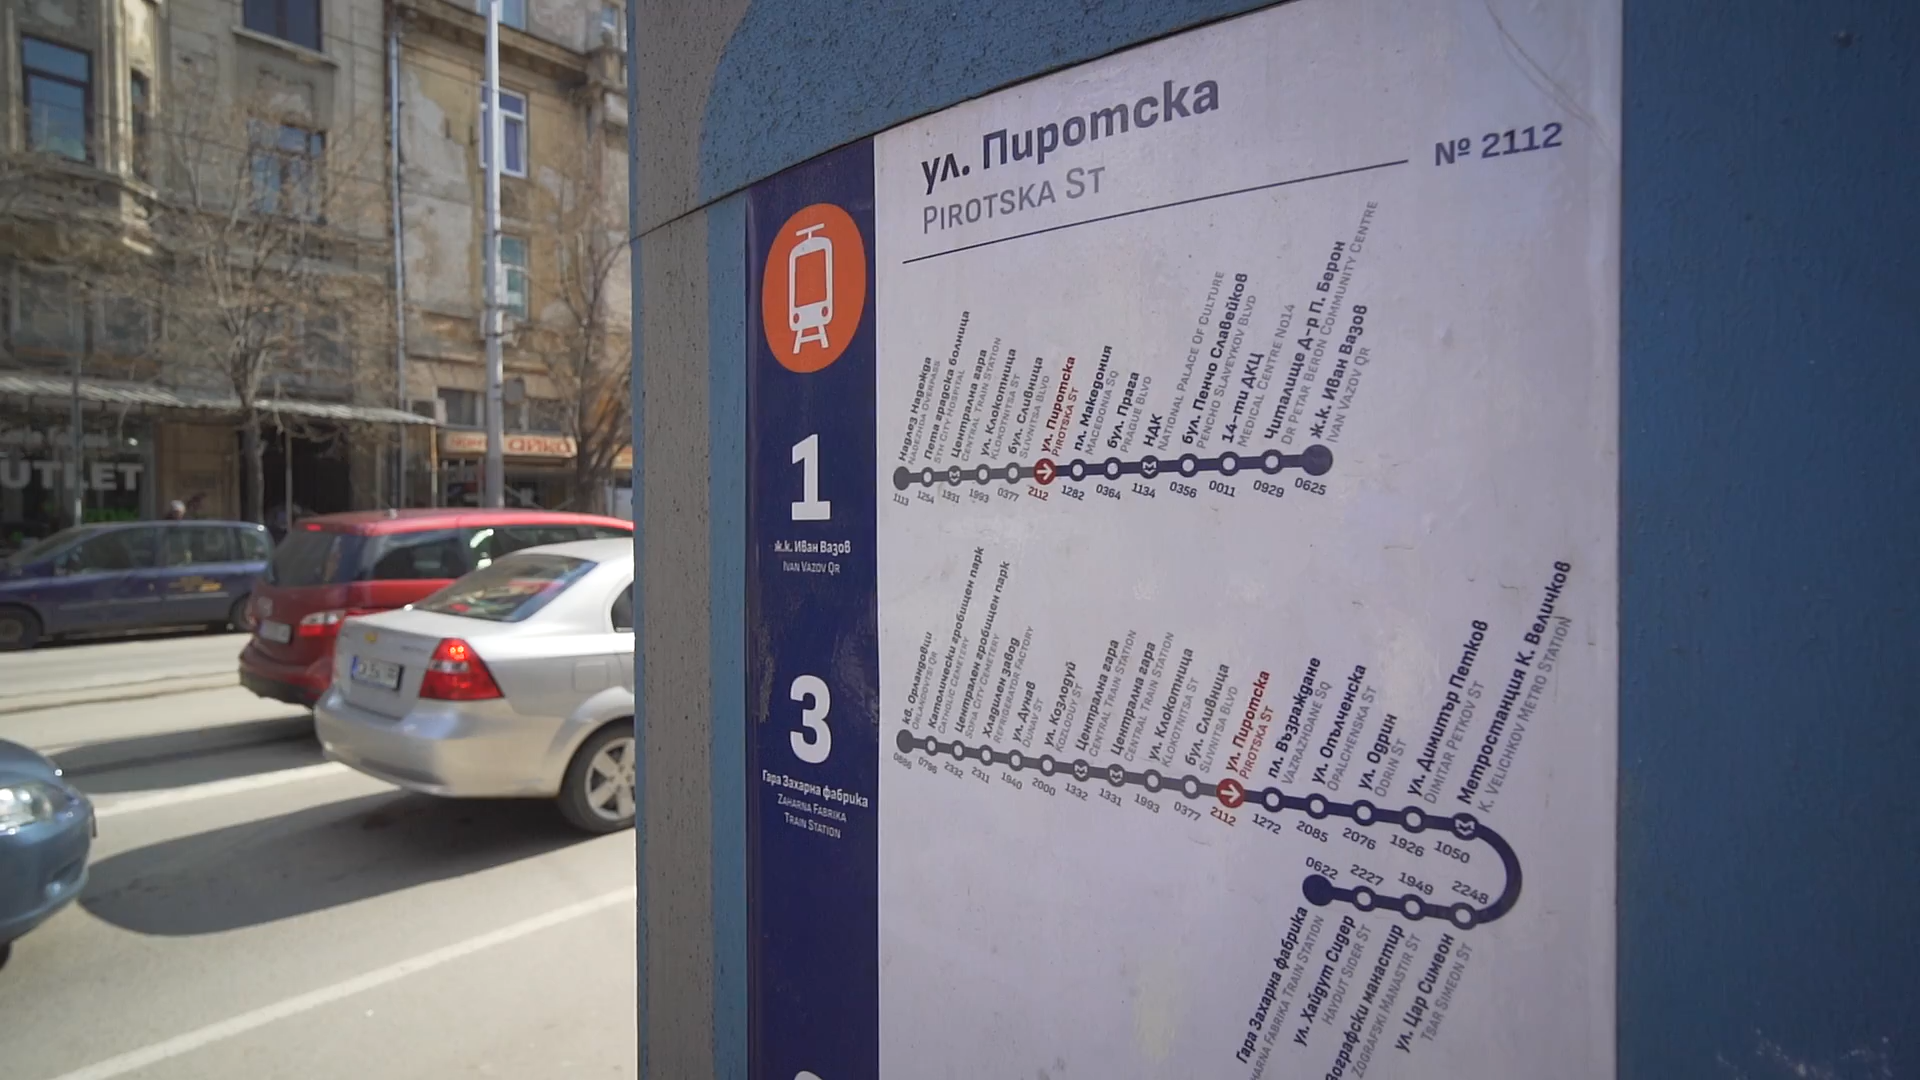 ул. Пиротска
PIROTSKA ST
№ 2112
1
ж.к. Иван Вазов
IVAN VAZOV QR
Надлез Надежда
NADEZHDA OVERPASS
Пета градска болница
5TH CITY HOSPITAL
Централна гара
CENTRAL TRAIN STATION
ул. Клокотница
KLOKOTNITSA ST
бул. Сливница
SLIVNITSA BLVD
ул. Пиротска
PIROTSKA ST
пл. Македония
MACEDONIA SQ
бул. Прага
PRAGUE BLVD
НДК
NATIONAL PALACE OF CULTURE
бул. Пенчо Славейков
PENCHO SLAVEYKOV BLVD
14-ти ДКЦ
MEDICAL CENTRE NO14
Читалище Д-р П. Берон
DR PETAR BERON COMMUNITY CENTRE
ж.к. Иван Вазов
IVAN VAZOV QR
1113 1254 1331 1993 0377 2112 1282 0364 1134 0356 0011 0929 0625
3
Гара Захарна фабрика
ZAHARNA FABRIKA
TRAIN STATION
кв. Орландовци
ORLANDOVTSI QR
Католически гробищен парк
CATHOLIC CEMETERY
Централен гробищен парк
SOFIA CITY CEMETERY
Хладилен завод
REFRIGERATOR FACTORY
ул. Дунав
DUNAV ST
ул. Козлодуй
KOZLODUY ST
Централна гара
CENTRAL TRAIN STATION
Централна гара
CENTRAL TRAIN STATION
ул. Клокотница
KLOKOTNITSA ST
бул. Сливница
SLIVNITSA BLVD
ул. Пиротска
PIROTSKA ST
пл. Възраждане
VAZRAZHDANE SQ
ул. Опълченска
OPALCHENSKA ST
ул. Одрин
ODRIN ST
ул. Димитър Петков
DIMITAR PETKOV ST
Метростанция К. Величков
K. VELICHKOV METRO STATION
0886 0796 2332 2311 1940 2000 1332 1331 1993 0377 2112 1272 2085 2076 1926 1050
0622 2227 1949 2248
Гара Захарна фабрика
ZAHARNA FABRIKA TRAIN STATION
ул. Хайдут Сидер
HAYDUT SIDER ST
Зографски манастир
ZOGRAFSKI MANASTIR ST
ул. Цар Симеон
TSAR SIMEON ST
OUTLET